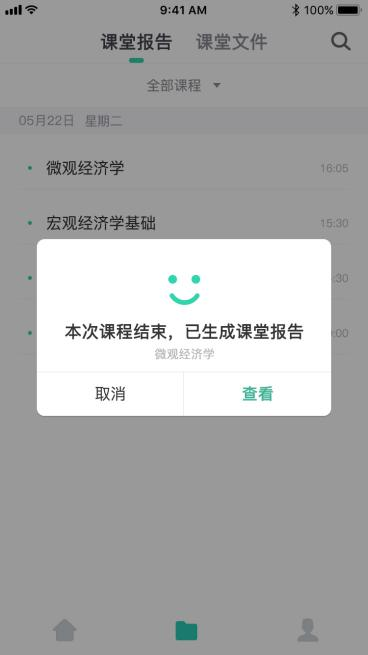 9:41 AM
100%
课堂报告 课堂文件
全部课程
05月22日 星期二
微观经济学 16:05
宏观经济学基础 15:30
:30
:00
本次课程结束，已生成课堂报告
微观经济学
取消 查看